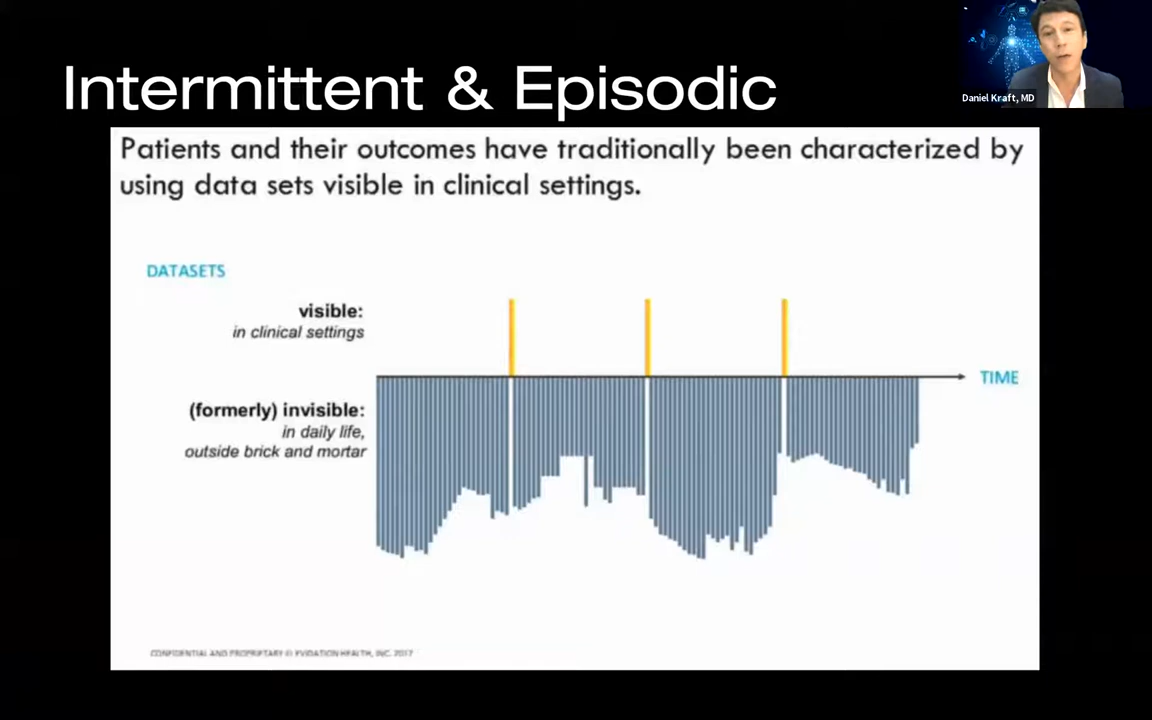 Intermittent & Episodic
Daniel Kraft, MD
Patients and their outcomes have traditionally been characterized by
using data sets visible in clinical settings.
DATASETS
visible:
in clinical settings
TIME
(formerly) invisible:
in daily life,
outside brick and mortar
CONFIDENTIAL AND PROPRIETARY © EVIDATION HEALTH, INC. 2017